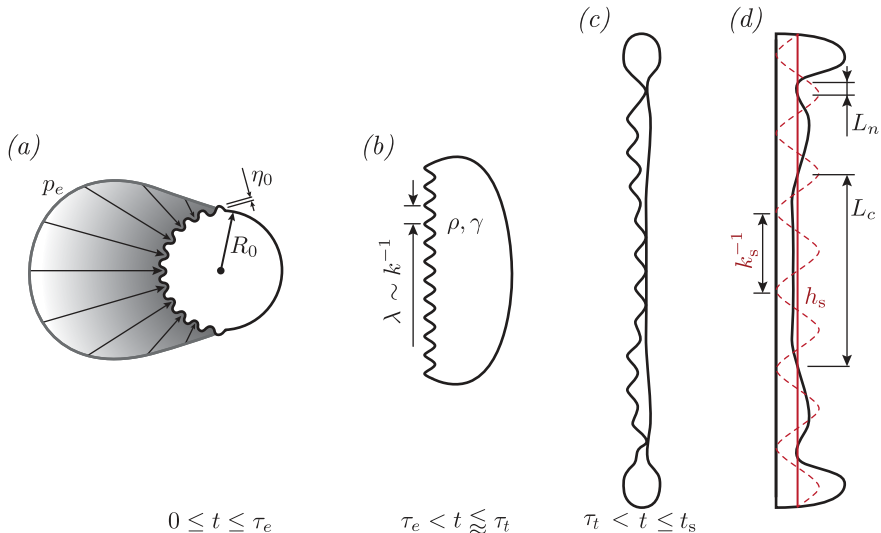 (a)
p_e
η_0
R_0
0 ≤ t ≤ τ_e
(b)
ρ, γ
λ ∼ k^{-1}
τ_e < t ⪅ τ_t
(c)
τ_t < t ≤ t_s
(d)
L_n
L_c
k_s^{-1}
h_s